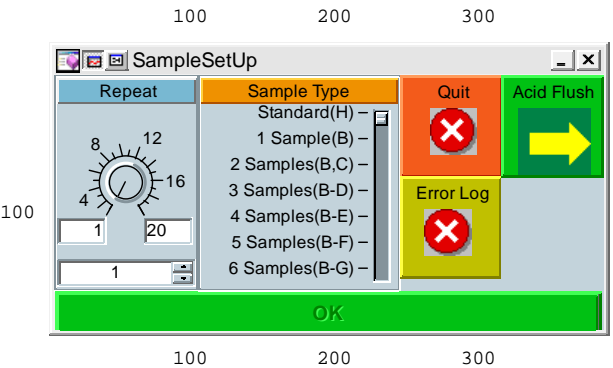 100 200 300
SampleSetUp
Repeat
8 12
4 16
1 20
1
Sample Type
Standard(H)
1 Sample(B)
2 Samples(B,C)
3 Samples(B-D)
4 Samples(B-E)
5 Samples(B-F)
6 Samples(B-G)
Quit
Acid Flush
Error Log
100
OK
100 200 300